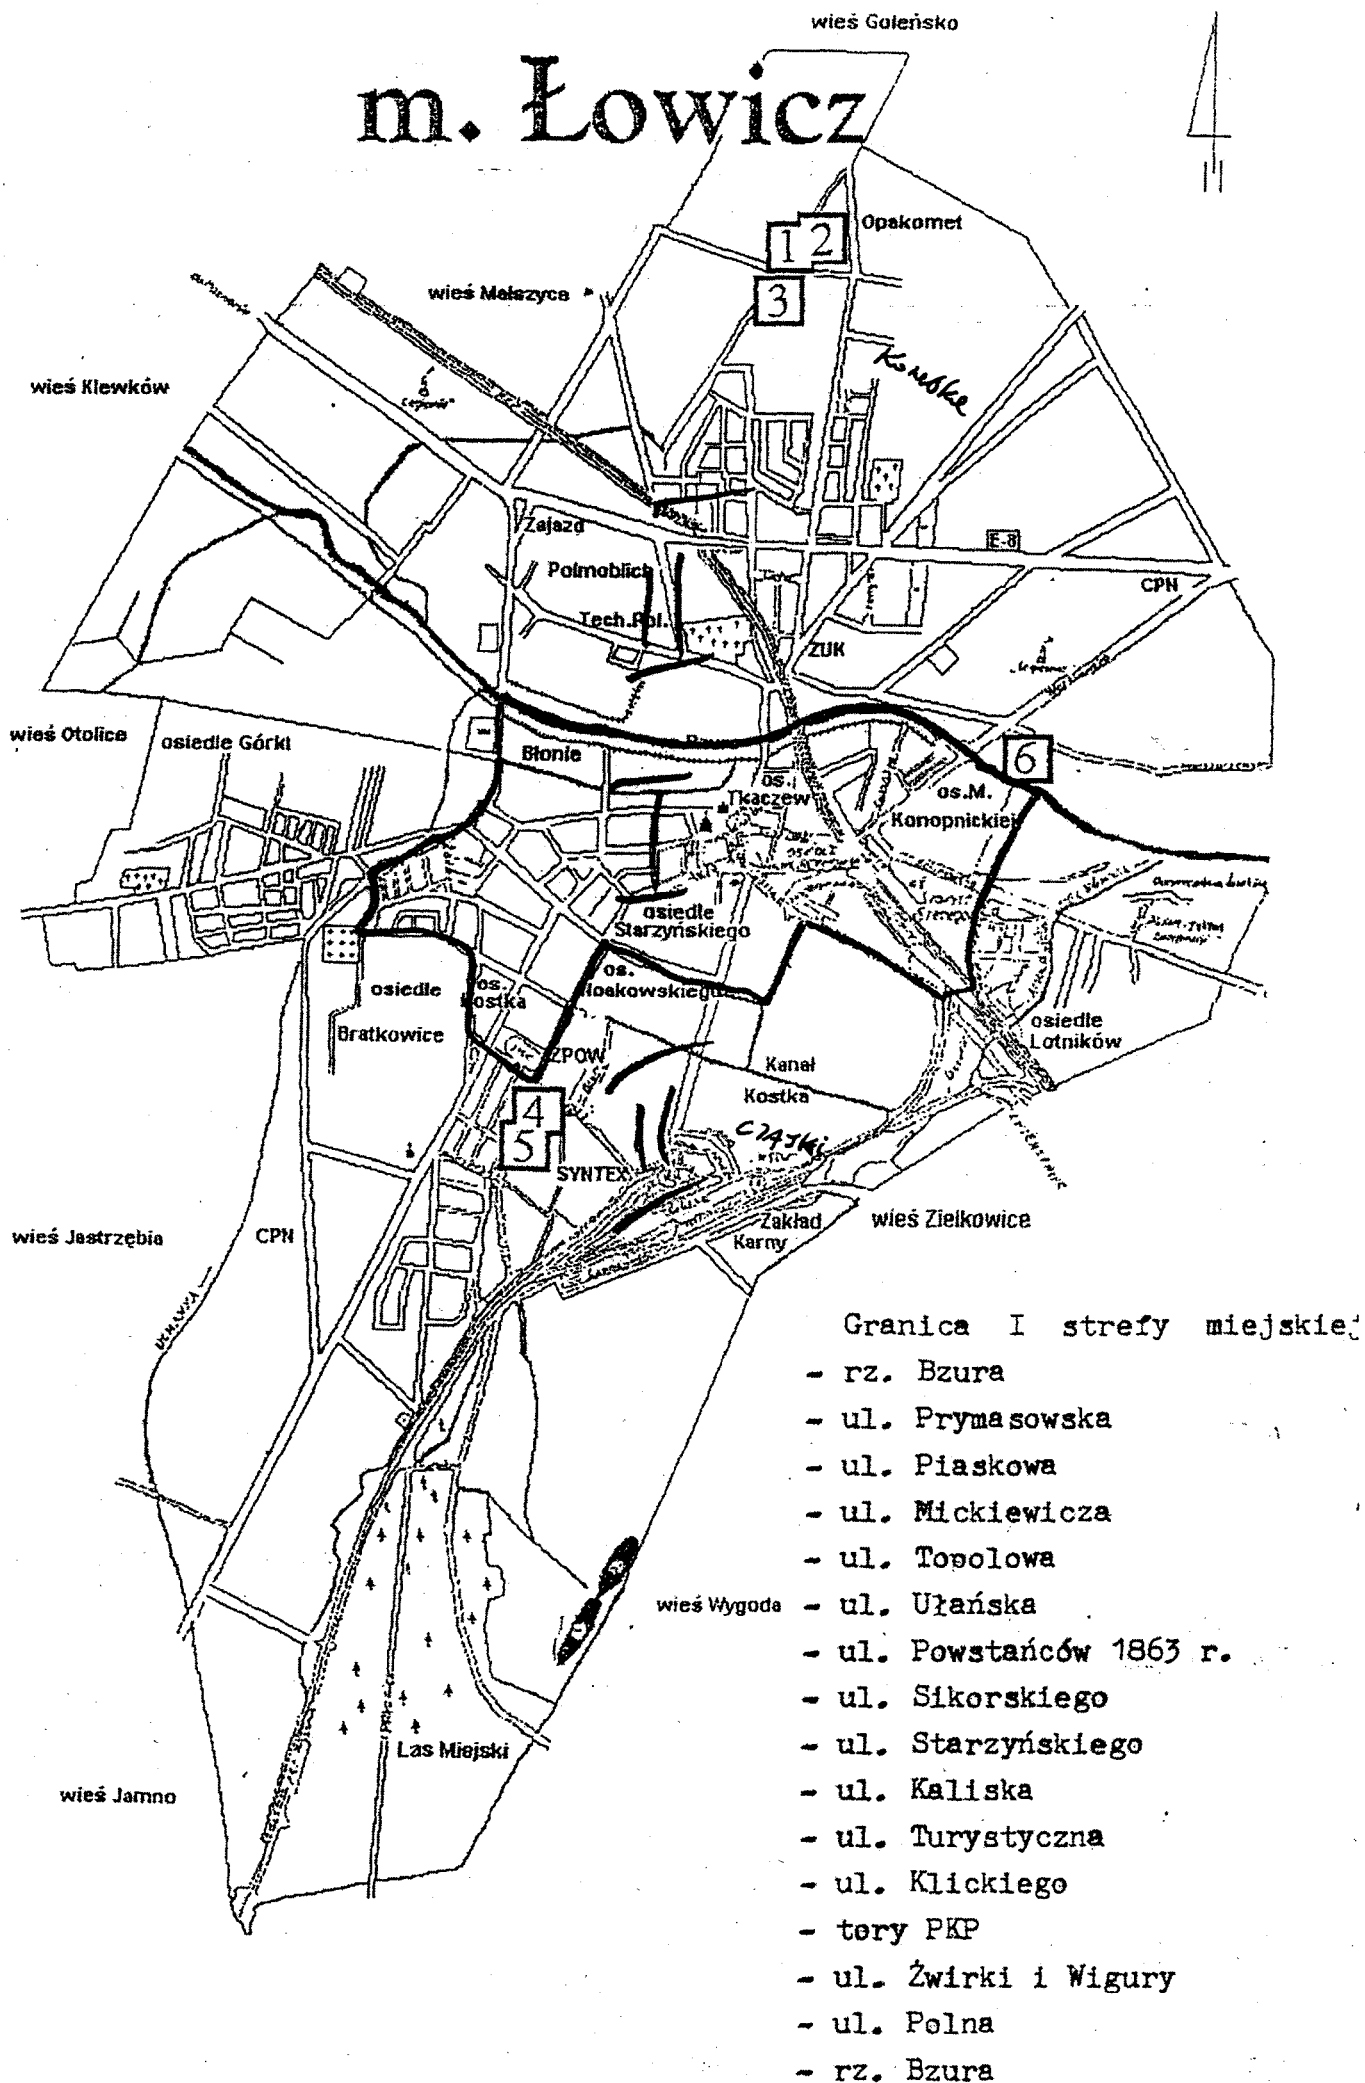 wieś Goleńsko
m. Łowicz
Opakomet
1 2
3
wieś Małszyce
wieś Klewków
Zajazd
E-8
CPN
Polmoblich
Tech.Rol.
ZUK
wieś Otolice
osiedle Górki
Błonie
os.
Tkaczew
6
os.M.
Konopnickiej
osiedle
Starzyńskiego
os.
Noakowskiego
osiedle
Bratkowice
os.
Kostka
ZPOW
osiedle
Lotników
Kanał
Kostka
4
5
SYNTEX
wieś Jastrzębia
CPN
Zakład
Karny
wieś Zielkowice
wieś Wygoda
Las Miejski
wieś Jamno
Granica I strefy miejskiej
- rz. Bzura
- ul. Prymasowska
- ul. Piaskowa
- ul. Mickiewicza
- ul. Topolowa
- ul. Ułańska
- ul. Powstańców 1863 r.
- ul. Sikorskiego
- ul. Starzyńskiego
- ul. Kaliska
- ul. Turystyczna
- ul. Klickiego
- tory PKP
- ul. Żwirki i Wigury
- ul. Polna
- rz. Bzura